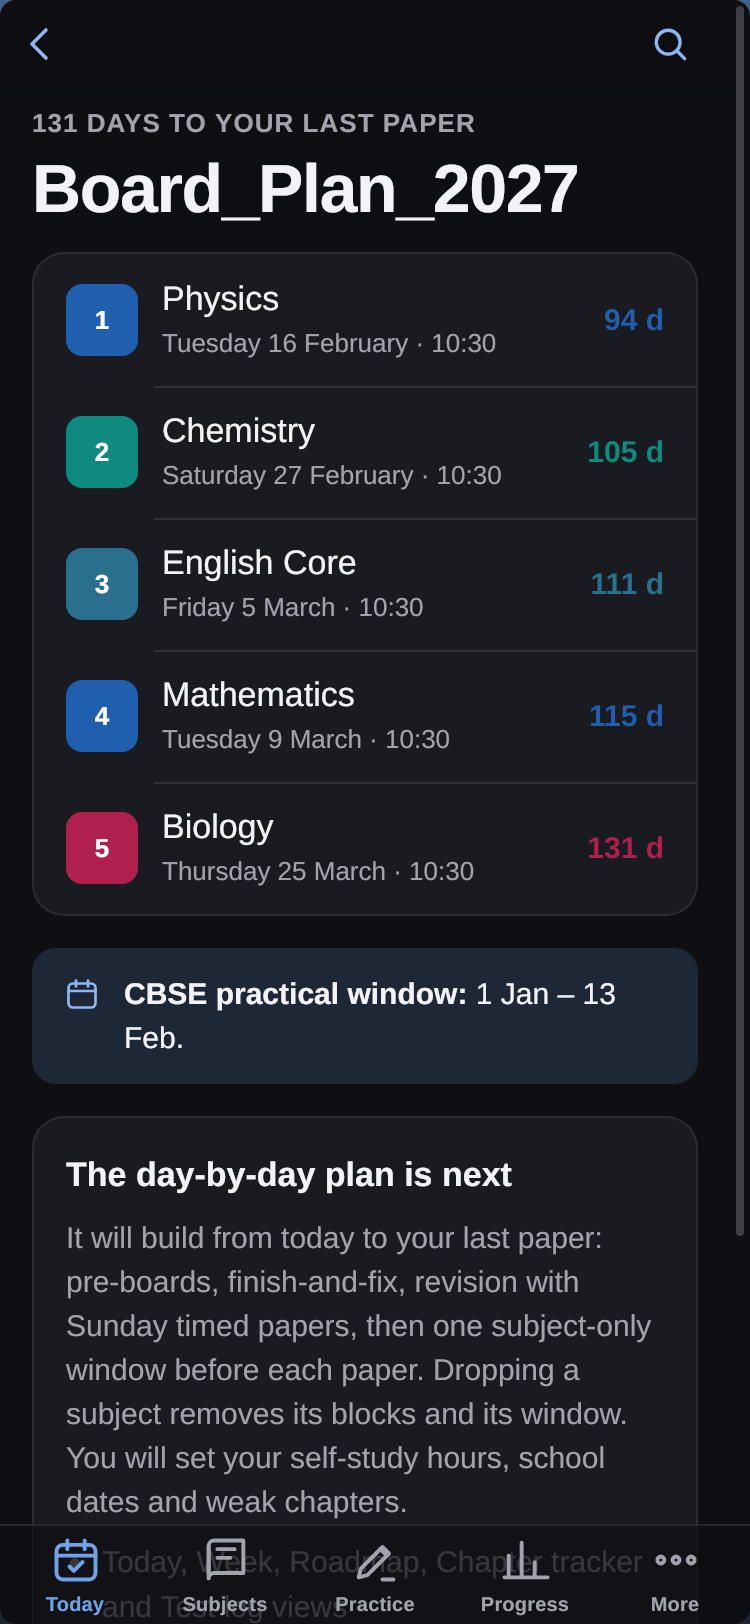 131 DAYS TO YOUR LAST PAPER
Board_Plan_2027
1
Physics
94 d
Tuesday 16 February · 10:30
2
Chemistry
105 d
Saturday 27 February · 10:30
3
English Core
111 d
Friday 5 March · 10:30
4
Mathematics
115 d
Tuesday 9 March · 10:30
5
Biology
131 d
Thursday 25 March · 10:30
CBSE practical window: 1 Jan – 13
Feb.
The day-by-day plan is next
It will build from today to your last paper:
pre-boards, finish-and-fix, revision with
Sunday timed papers, then one subject-only
window before each paper. Dropping a
subject removes its blocks and its window.
You will set your self-study hours, school
dates and weak chapters.
Today, Week, Roadmap, Chapter tracker
and Test log views
Today
Subjects
Practice
Progress
More